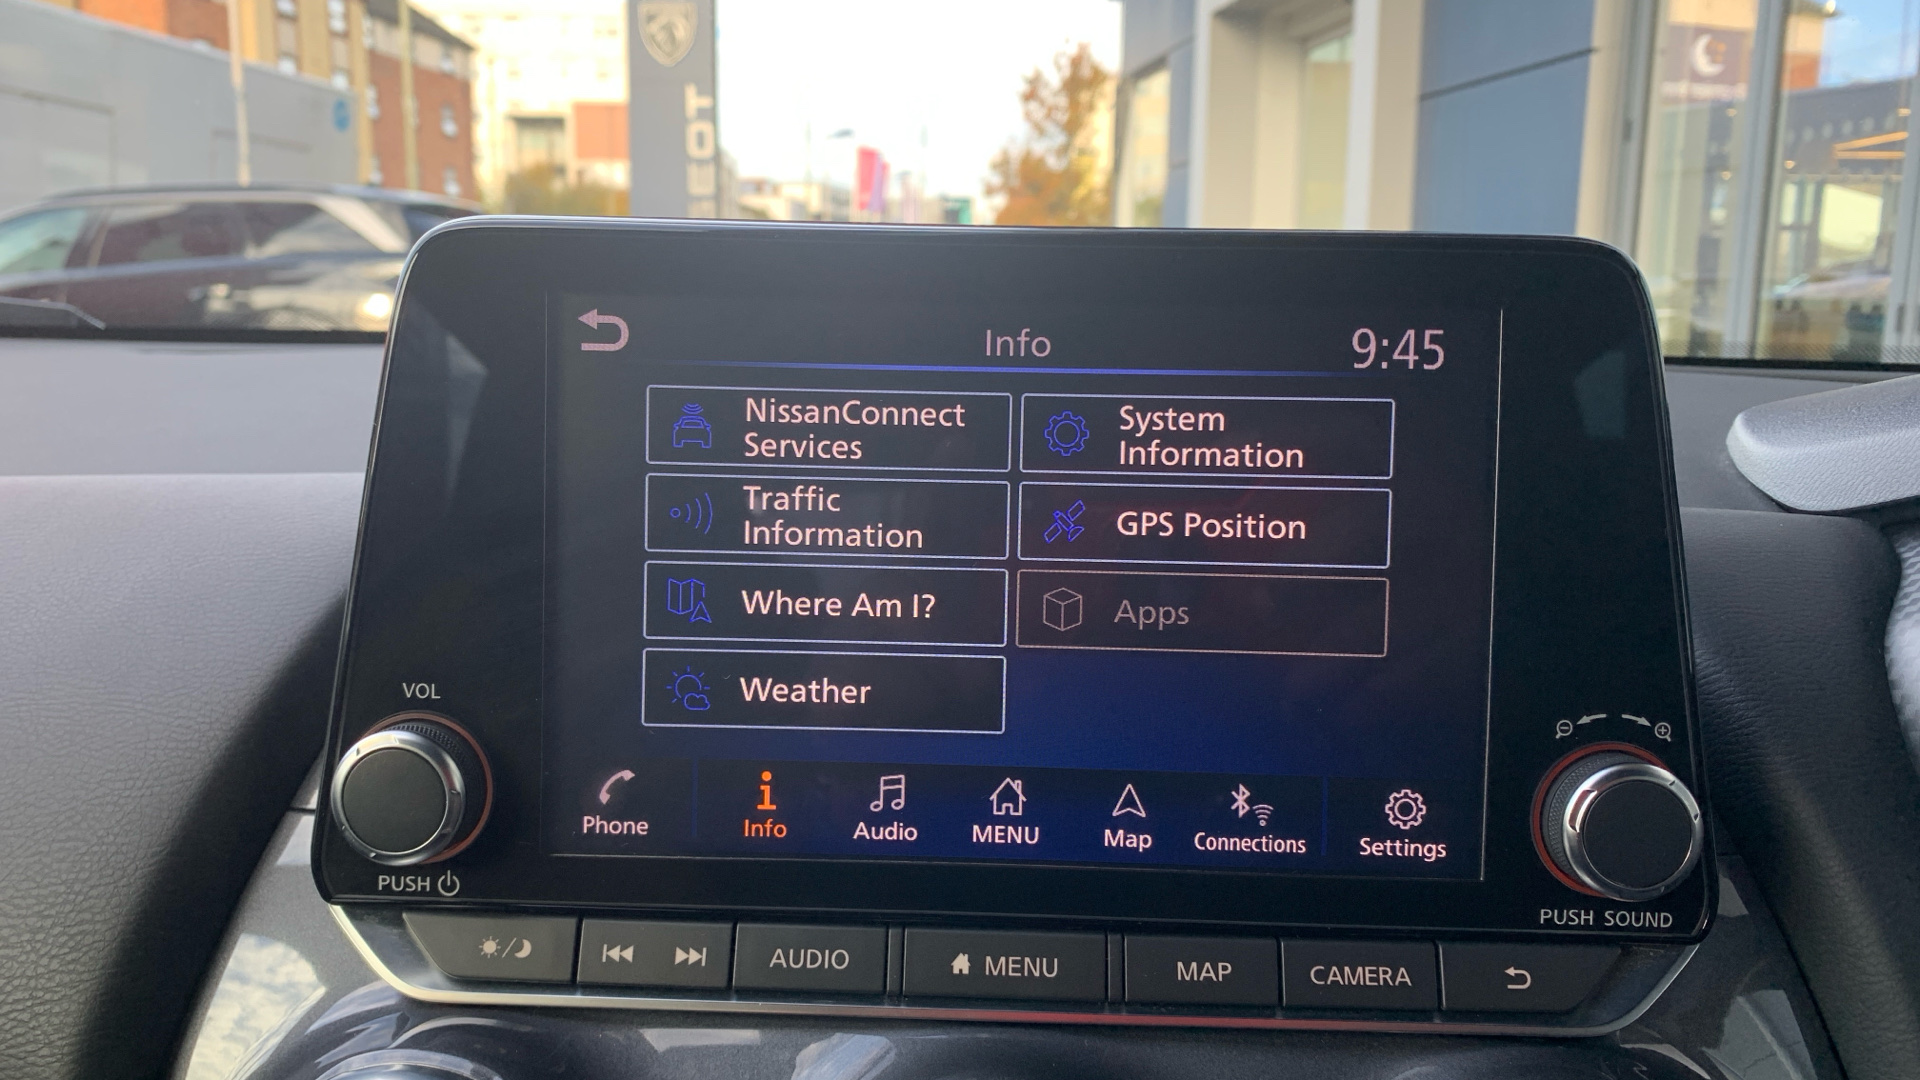 EOT
Info
9:45
NissanConnect
Services
System
Information
Traffic
Information
GPS Position
Where Am I?
Apps
Weather
VOL
Phone
Info
Audio
MENU
Map
Connections
Settings
PUSH
PUSH SOUND
AUDIO
MENU
MAP
CAMERA